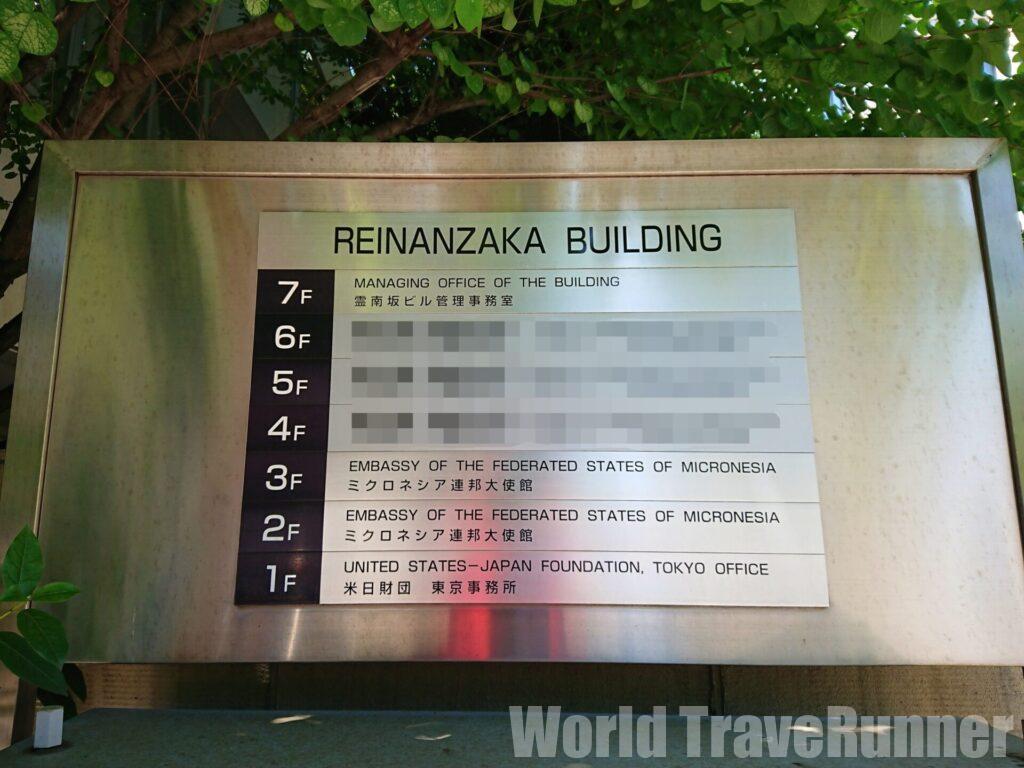 REINANZAKA BUILDING
7F
MANAGING OFFICE OF THE BUILDING
霊南坂ビル管理事務室
6F
5F
4F
3F
EMBASSY OF THE FEDERATED STATES OF MICRONESIA
ミクロネシア連邦大使館
2F
EMBASSY OF THE FEDERATED STATES OF MICRONESIA
ミクロネシア連邦大使館
1F
UNITED STATES-JAPAN FOUNDATION, TOKYO OFFICE
米日財団 東京事務所
World TraveRunner